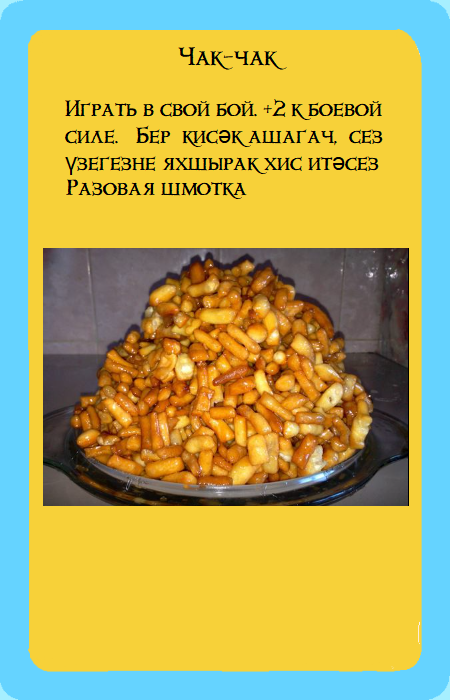 Чак-чак
Играть в свой бой. +2 к боевой
силе. Бер кисәк ашагач, сез
үзегезне яхшырак хис итәсез
Разовая шмотка